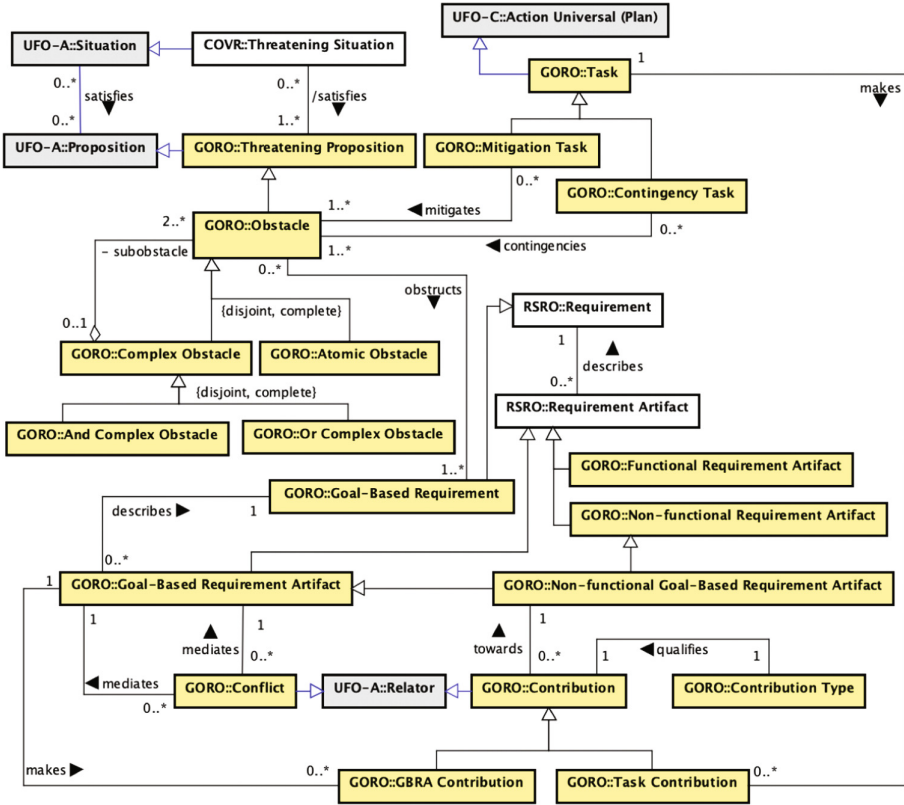 UFO-C::Action Universal (Plan)
UFO-A::Situation
COVR::Threatening Situation
GORO::Task
1
makes
0..*
satisfies
0..*
0..*
/satisfies
1..*
UFO-A::Proposition
GORO::Threatening Proposition
GORO::Mitigation Task
GORO::Contingency Task
0..*
0..*
1..*
mitigates
2..*
GORO::Obstacle
1..*
contingencies
- subobstacle
0..*
obstructs
{disjoint, complete}
0..1
RSRO::Requirement
1
describes
0..*
GORO::Complex Obstacle
GORO::Atomic Obstacle
{disjoint, complete}
RSRO::Requirement Artifact
GORO::And Complex Obstacle
GORO::Or Complex Obstacle
1..*
GORO::Functional Requirement Artifact
GORO::Goal-Based Requirement
describes
1
0..*
GORO::Non-functional Requirement Artifact
1
GORO::Goal-Based Requirement Artifact
GORO::Non-functional Goal-Based Requirement Artifact
1
1
mediates
0..*
1
towards
0..*
1
qualifies
1
mediates
0..*
GORO::Conflict
UFO-A::Relator
GORO::Contribution
GORO::Contribution Type
makes
0..*
GORO::GBRA Contribution
GORO::Task Contribution
0..*